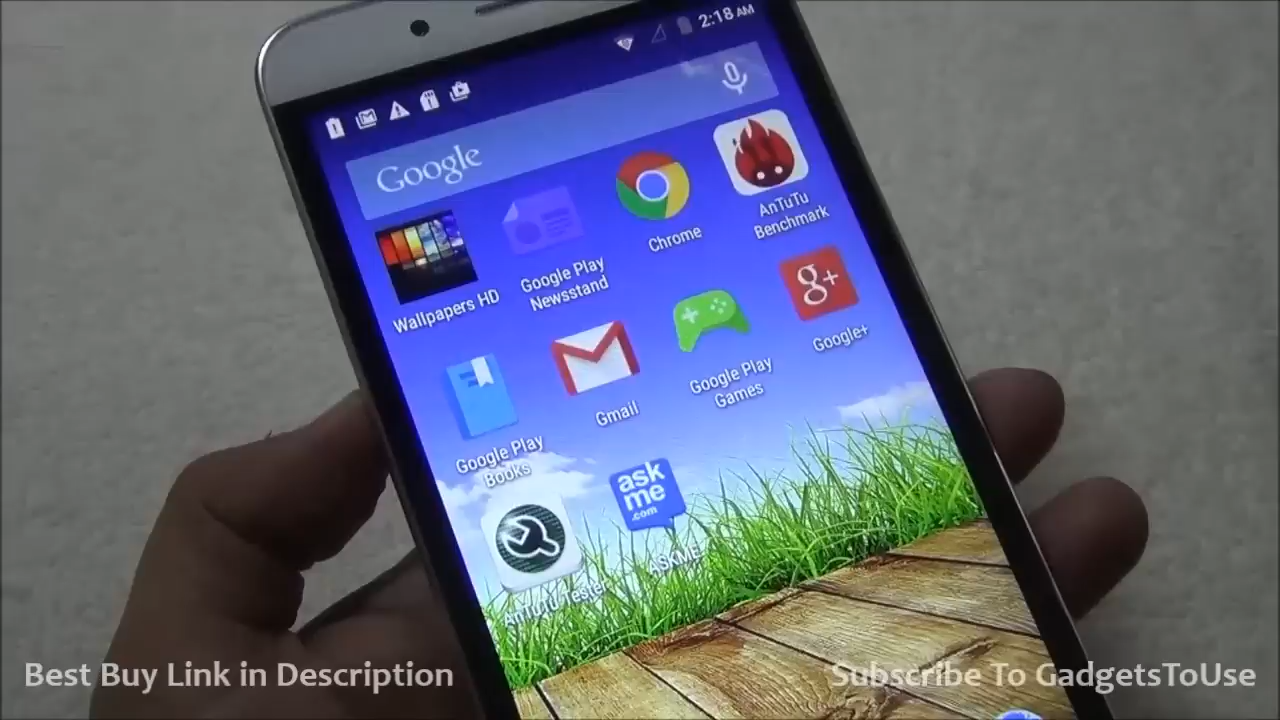 2:18 AM
Google
Wallpapers HD
Google Play
Newsstand
Chrome
AnTuTu
Benchmark
Google Play
Books
Gmail
Google Play
Games
g+
Google+
AnTuTu Tester
ask
me
.com
ASKME
Best Buy Link in Description
Subscribe To GadgetsToUse